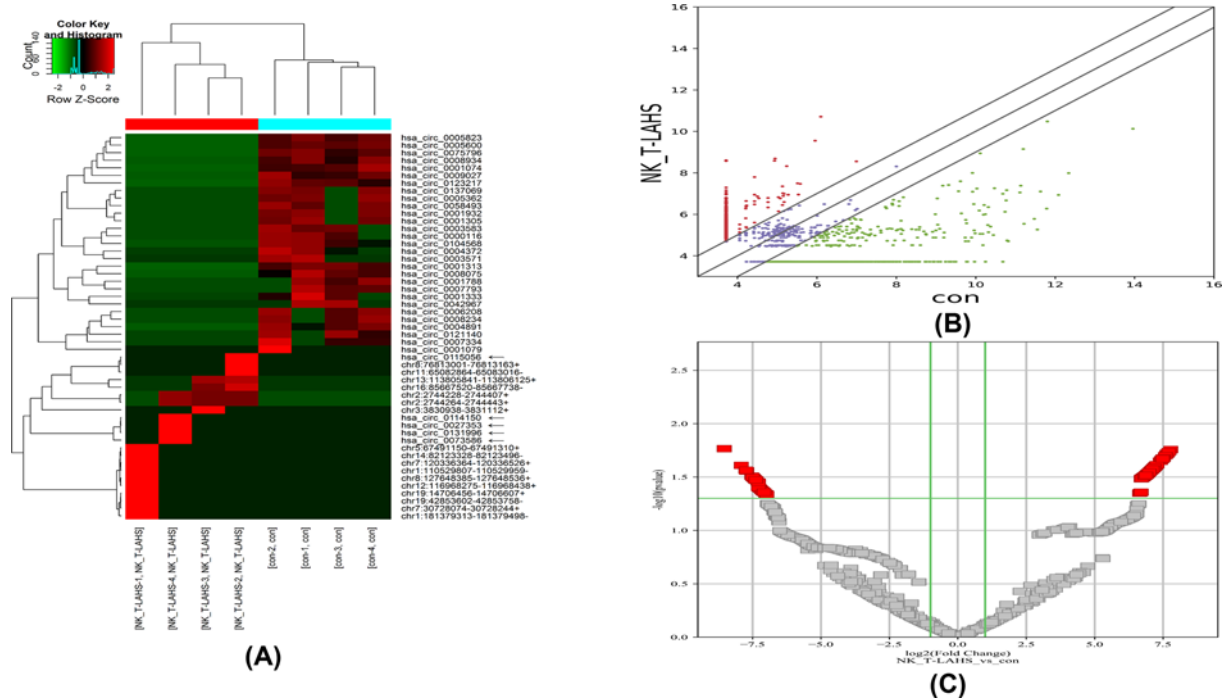 Color Key
and Histogram
Count
0 60 140
-2 0 2
Row Z-Score
hsa_circ_0005823
hsa_circ_0005600
hsa_circ_0075796
hsa_circ_0008934
hsa_circ_0001074
hsa_circ_0009027
hsa_circ_0123217
hsa_circ_0137069
hsa_circ_0005362
hsa_circ_0058493
hsa_circ_0001932
hsa_circ_0001305
hsa_circ_0003583
hsa_circ_0000116
hsa_circ_0104568
hsa_circ_0004372
hsa_circ_0003571
hsa_circ_0001313
hsa_circ_0008075
hsa_circ_0001788
hsa_circ_0007793
hsa_circ_0001333
hsa_circ_0042967
hsa_circ_0006208
hsa_circ_0008234
hsa_circ_0004891
hsa_circ_0121140
hsa_circ_0007334
hsa_circ_0001079
hsa_circ_0115056 ←
chr8:76813001-76813163+
chr11:65082864-65083016-
chr13:113805841-113806125+
chr16:85667520-85667738-
chr2:2744228-2744407+
chr2:2744264-2744443+
chr3:3830938-3831112+
hsa_circ_0114150 ←
hsa_circ_0027353 ←
hsa_circ_0131996 ←
hsa_circ_0073586 ←
chr5:67491150-67491310+
chr14:82123328-82123496-
chr7:120336364-120336526+
chr1:110529807-110529959-
chr8:127648385-127648536+
chr12:116968275-116968438+
chr19:14706456-14706607+
chr19:42853602-42853758-
chr7:30728074-30728244+
chr1:181379313-181379498-
[NK_T-LAHS-1, NK_T-LAHS]
[NK_T-LAHS-4, NK_T-LAHS]
[NK_T-LAHS-3, NK_T-LAHS]
[NK_T-LAHS-2, NK_T-LAHS]
[con-2, con]
[con-1, con]
[con-3, con]
[con-4, con]
(A)
NK_T-LAHS
16
14
12
10
8
6
4
4 6 8 10 12 14 16
con
(B)
-log10(pvalue)
2.5
2.0
1.5
1.0
0.5
0.0
−7.5 −5.0 −2.5 0.0 2.5 5.0 7.5
log2(Fold Change)
NK_T-LAHS_vs_con
(C)